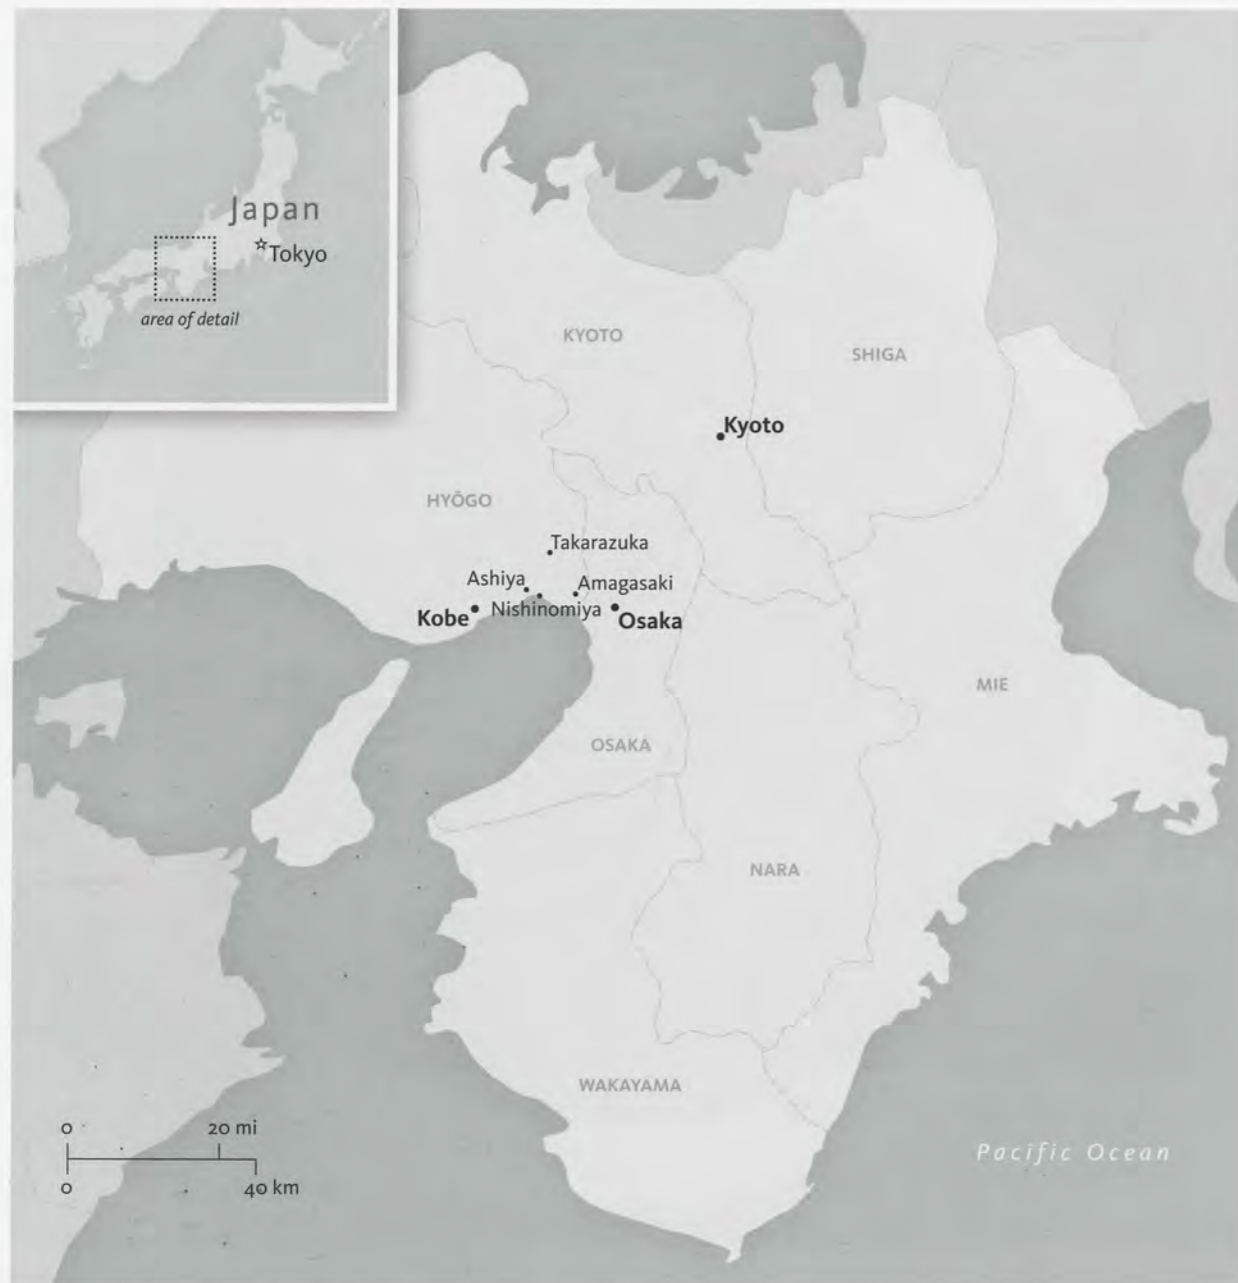 Japan
Tokyo
area of detail
KYOTO
SHIGA
Kyoto
HYŌGO
Takarazuka
Ashiya
Amagasaki
Nishinomiya
Kobe
Osaka
MIE
OSAKA
NARA
WAKAYAMA
0 20 mi
0 40 km
Pacific Ocean